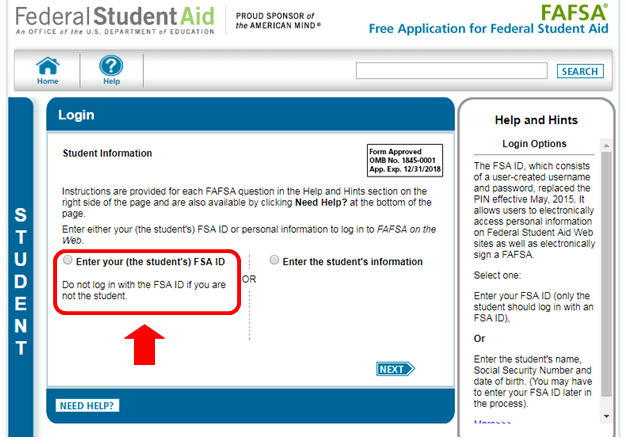 Federal Student Aid
PROUD SPONSOR of
the AMERICAN MIND®
An OFFICE of the U.S. DEPARTMENT of EDUCATION
FAFSA®
Free Application for Federal Student Aid
Home
Help
SEARCH
STUDENT
Login
Student Information
Form Approved
OMB No. 1845-0001
App. Exp. 12/31/2018
Instructions are provided for each FAFSA question in the Help and Hints section on the
right side of the page and are also available by clicking Need Help? at the bottom of the
page.
Enter either your (the student's) FSA ID or personal information to log in to FAFSA on the
Web.
Enter your (the student's) FSA ID
Do not log in with the FSA ID if you are
not the student.
OR
Enter the student's information
NEXT
NEED HELP?
Help and Hints
Login Options
The FSA ID, which consists
of a user-created username
and password, replaced the
PIN effective May, 2015. It
allows users to electronically
access personal information
on Federal Student Aid Web
sites as well as electronically
sign a FAFSA.
Select one:
Enter your FSA ID (only the
student should log in with an
FSA ID),
Or
Enter the student's name,
Social Security Number and
date of birth. (You may have
to enter your FSA ID later in
the process).
More>>>